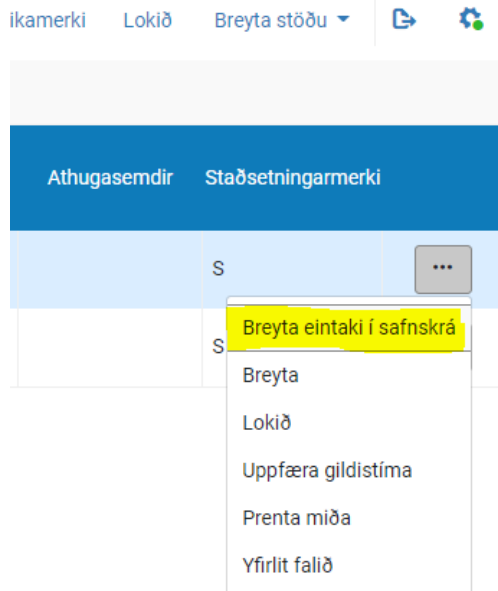 ikamerki Lokið Breyta stöðu
Athugasemdir Staðsetningarmerki
S
Breyta eintaki í safnskrá
S
Breyta
Lokið
Uppfæra gildistíma
Prenta miða
Yfirlit falið